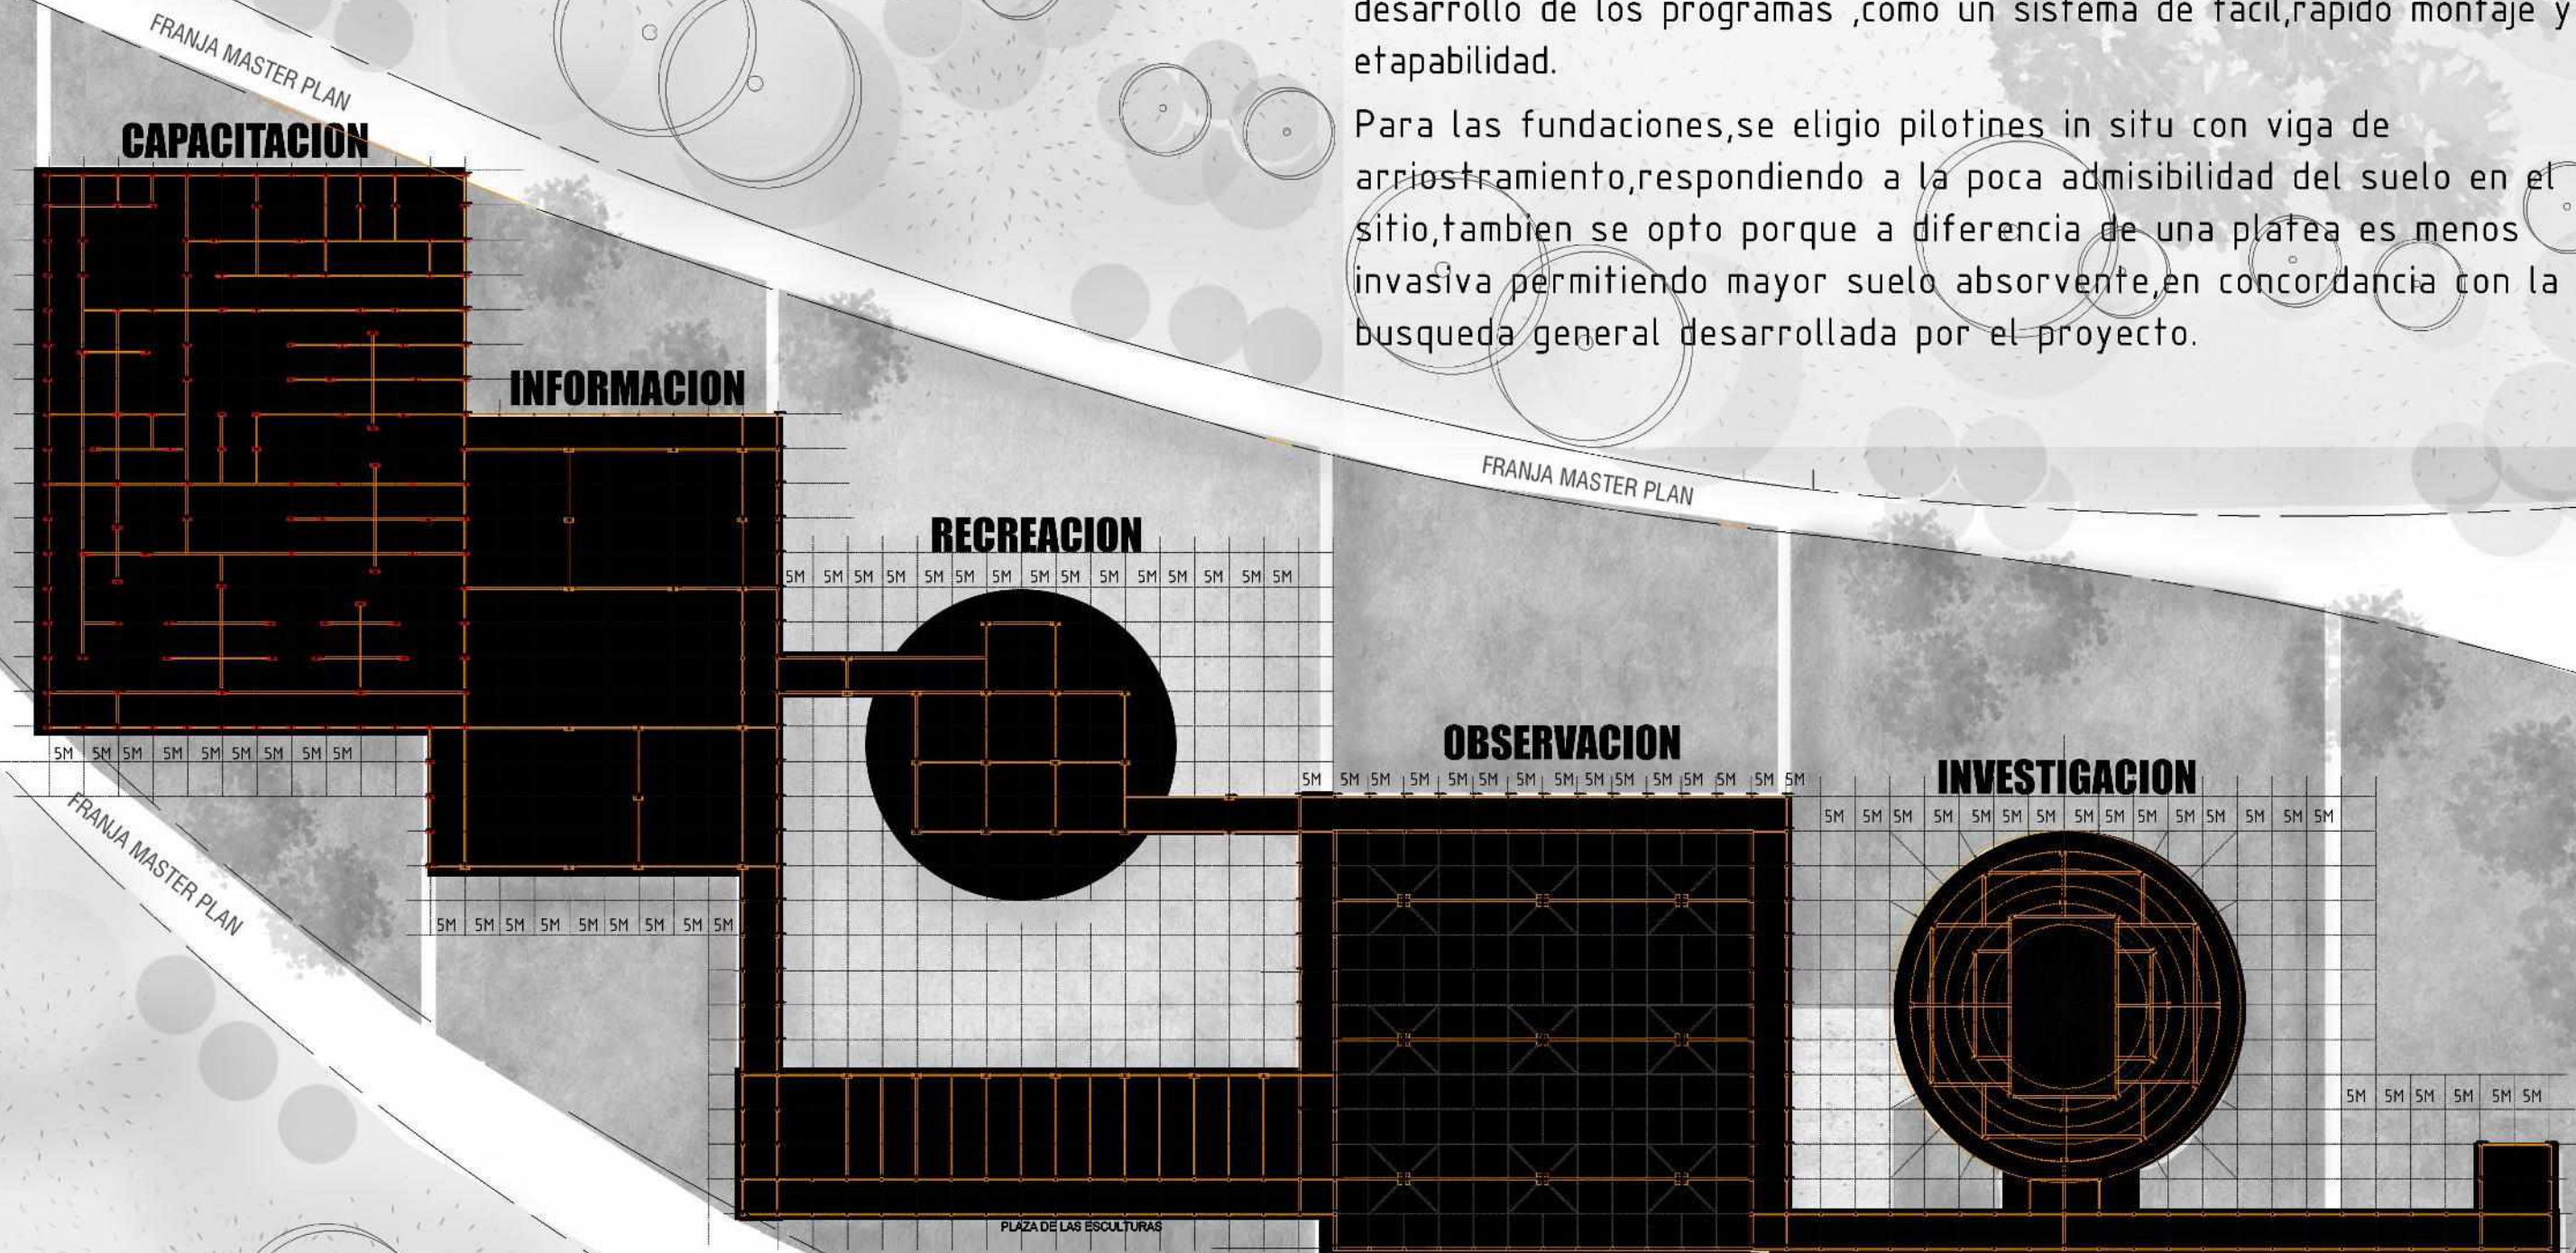 desarrollo de los programas ,como un sistema de facil,rapido montaje y
etapabilidad.
Para las fundaciones,se eligio pilotines in situ con viga de
arriostramiento,respondiendo a la poca admisibilidad del suelo en el
sitio,tambien se opto porque a diferencia de una platea es menos
invasiva permitiendo mayor suelo absorvente,en concordancia con la
busqueda general desarrollada por el proyecto.
FRANJA MASTER PLAN
CAPACITACION
INFORMACION
FRANJA MASTER PLAN
RECREACION
5M 5M 5M 5M 5M 5M 5M 5M 5M 5M 5M 5M 5M 5M 5M
OBSERVACION
5M 5M 5M 5M 5M 5M 5M 5M 5M 5M 5M 5M 5M 5M 5M
INVESTIGACION
5M 5M 5M 5M 5M 5M 5M 5M 5M 5M 5M 5M 5M 5M 5M
5M 5M 5M 5M 5M 5M 5M 5M 5M
FRANJA MASTER PLAN
5M 5M 5M 5M 5M 5M 5M 5M 5M
5M 5M 5M 5M 5M 5M
PLAZA DE LAS ESCULTURAS